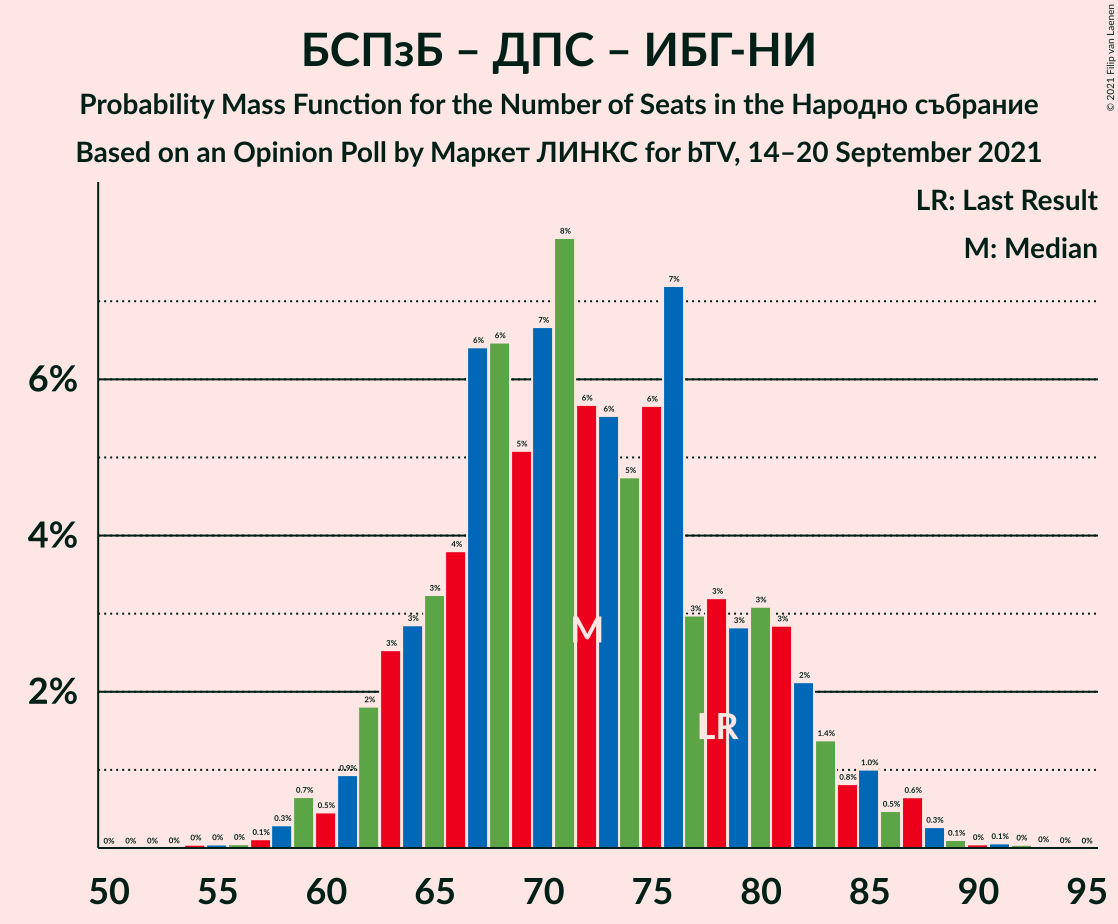 БСПзБ – ДПС – ИБГ-НИ
Probability Mass Function for the Number of Seats in the Народно събрание
Based on an Opinion Poll by Маркет ЛИНКС for bTV, 14–20 September 2021
© 2021 Filip van Laenen
LR: Last Result
M: Median
6%
4%
2%
0% 0% 0% 0% 0% 0% 0% 0.1% 0.3% 0.7% 0.5% 0.9% 2% 3% 3% 3% 4% 6% 6% 5% 7% 8% 6% 6% 5% 6% 7% 3% 3% 3% 3% 3% 2% 1.4% 0.8% 1.0% 0.5% 0.6% 0.3% 0.1% 0% 0.1% 0% 0% 0% 0%
M
LR
50 55 60 65 70 75 80 85 90 95